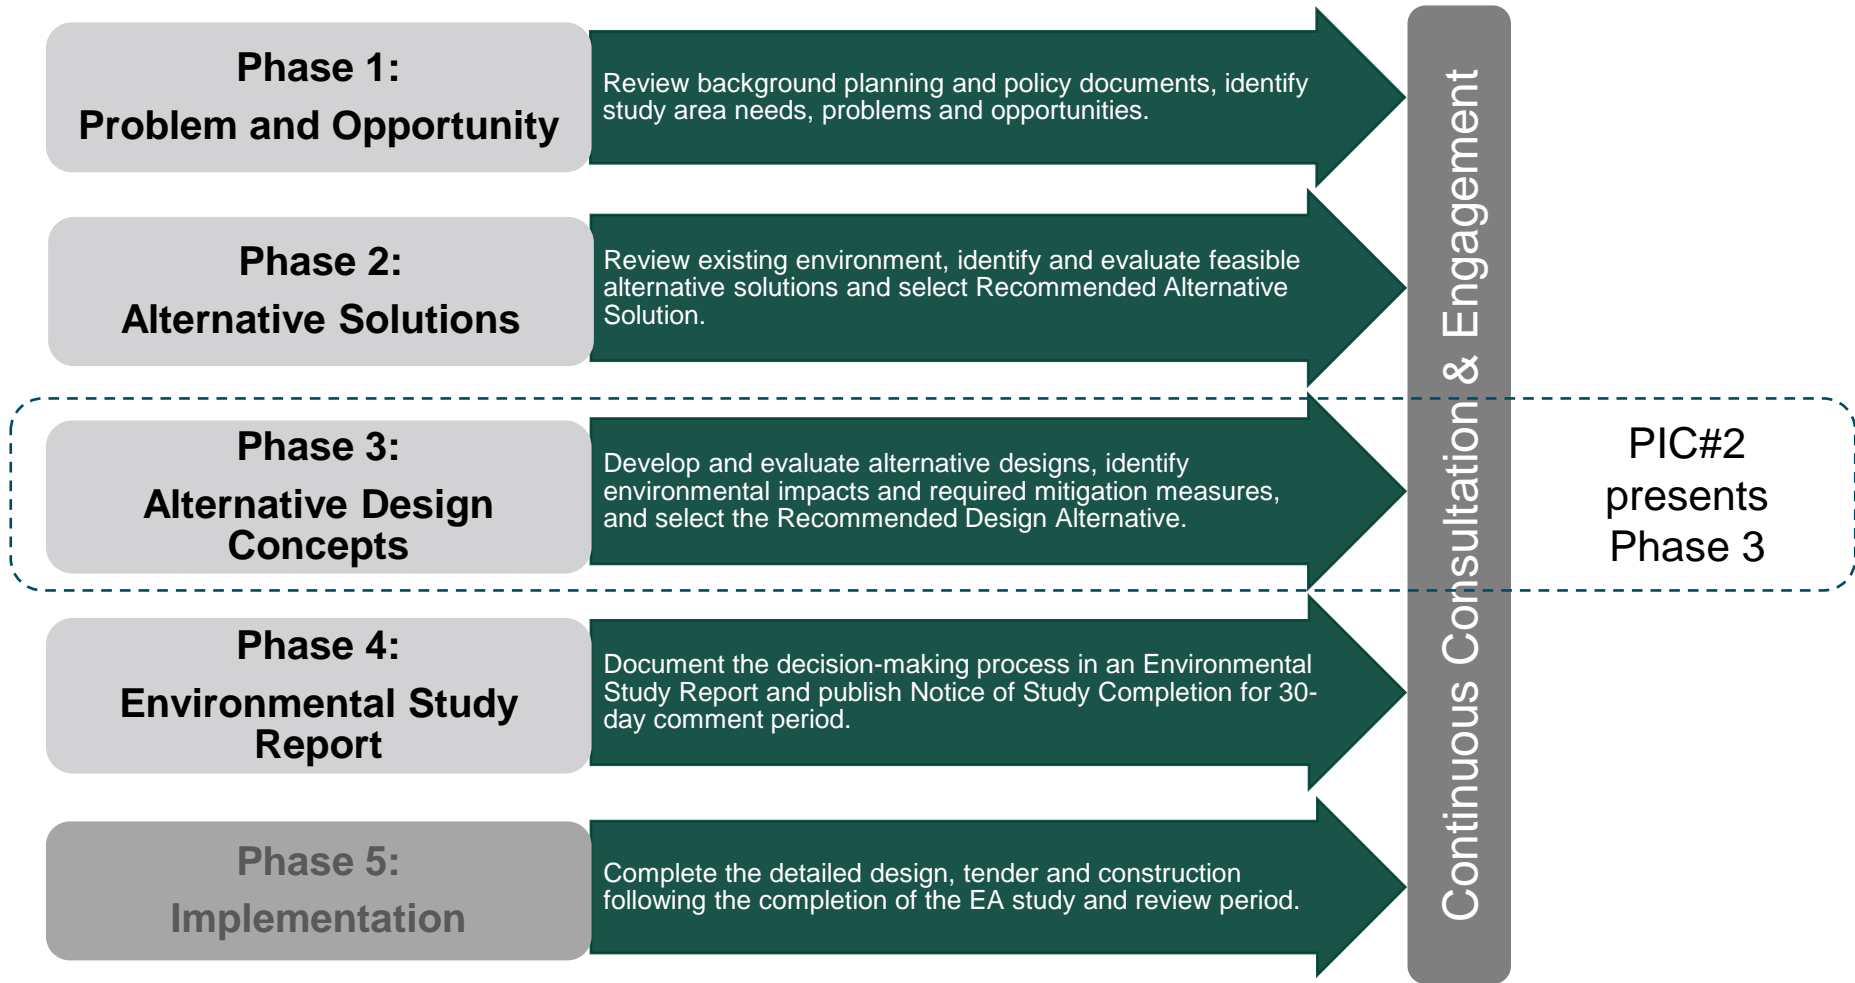 Phase 1:
Problem and Opportunity
Review background planning and policy documents, identify
study area needs, problems and opportunities.
Phase 2:
Alternative Solutions
Review existing environment, identify and evaluate feasible
alternative solutions and select Recommended Alternative
Solution.
Phase 3:
Alternative Design
Concepts
Develop and evaluate alternative designs, identify
environmental impacts and required mitigation measures,
and select the Recommended Design Alternative.
Phase 4:
Environmental Study
Report
Document the decision-making process in an Environmental
Study Report and publish Notice of Study Completion for 30-
day comment period.
Phase 5:
Implementation
Complete the detailed design, tender and construction
following the completion of the EA study and review period.
Continuous Consultation & Engagement
PIC#2
presents
Phase 3